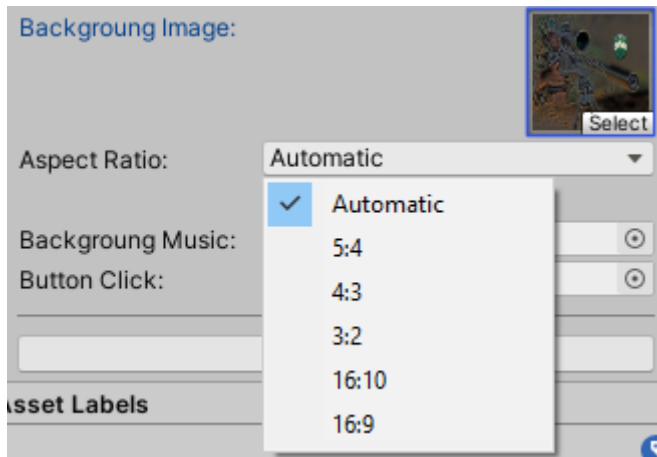 Backgroung Image:
Select
Aspect Ratio:
Automatic
Automatic
Backgroung Music:
5:4
Button Click:
4:3
3:2
16:10
Asset Labels
16:9